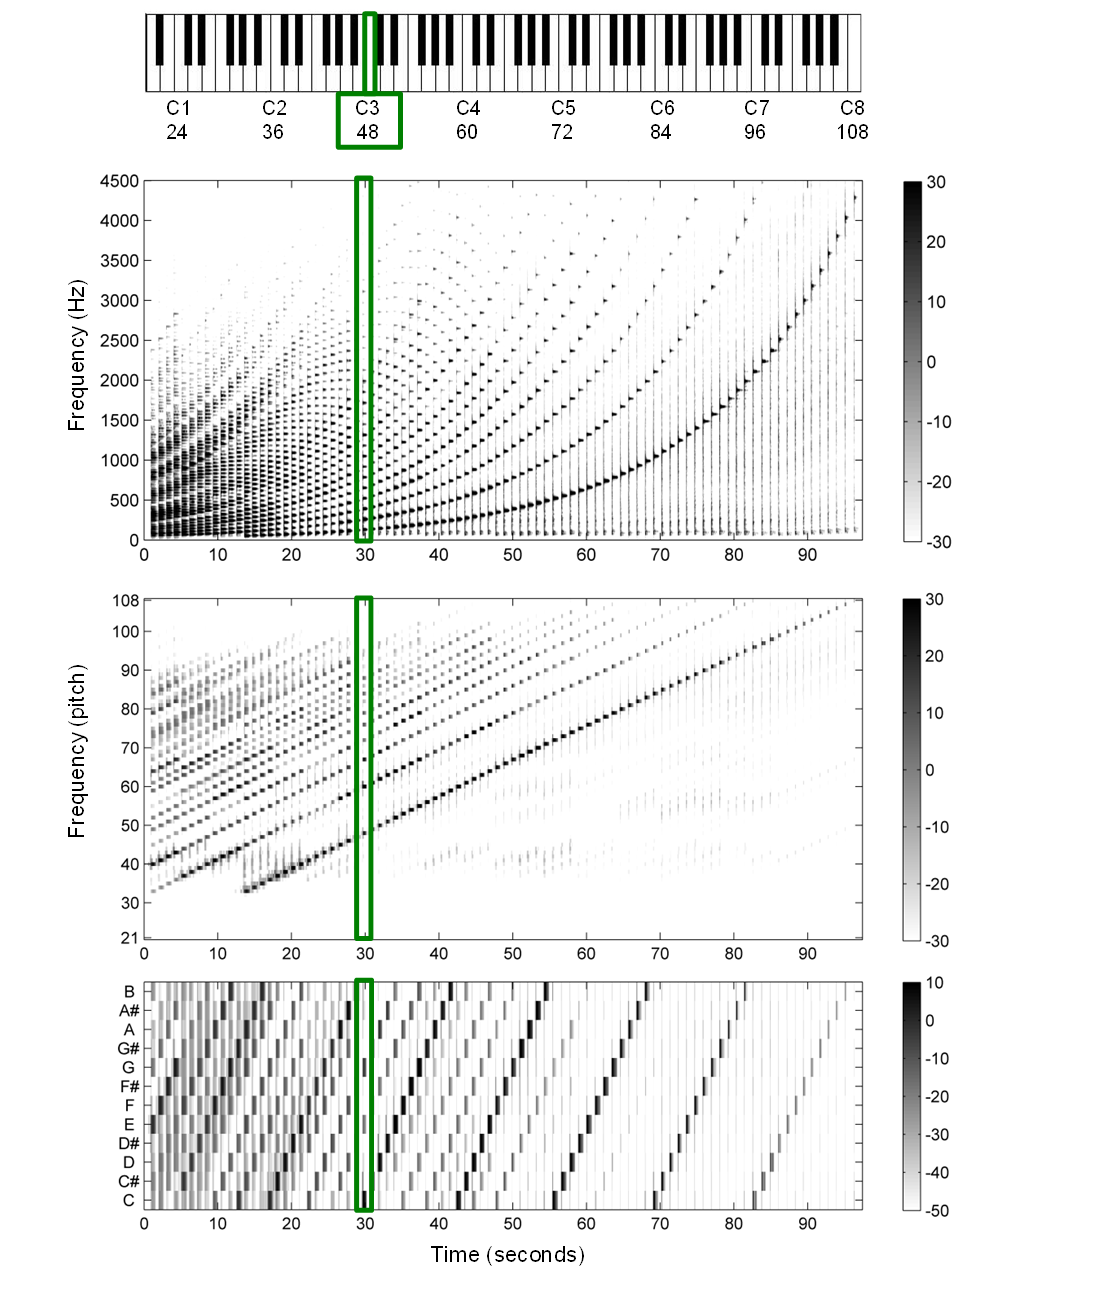 C1 C2 C3 C4 C5 C6 C7 C8
24 36 48 60 72 84 96 108
4500
4000
3500
3000
2500
2000
1500
1000
500
0
Frequency (Hz)
0 10 20 30 40 50 60 70 80 90
30
20
10
0
-10
-20
-30
108
100
90
80
70
60
50
40
30
21
Frequency (pitch)
0 10 20 30 40 50 60 70 80 90
30
20
10
0
-10
-20
-30
B
A#
A
G#
G
F#
F
E
D#
D
C#
C
0 10 20 30 40 50 60 70 80 90
10
0
-10
-20
-30
-40
-50
Time (seconds)